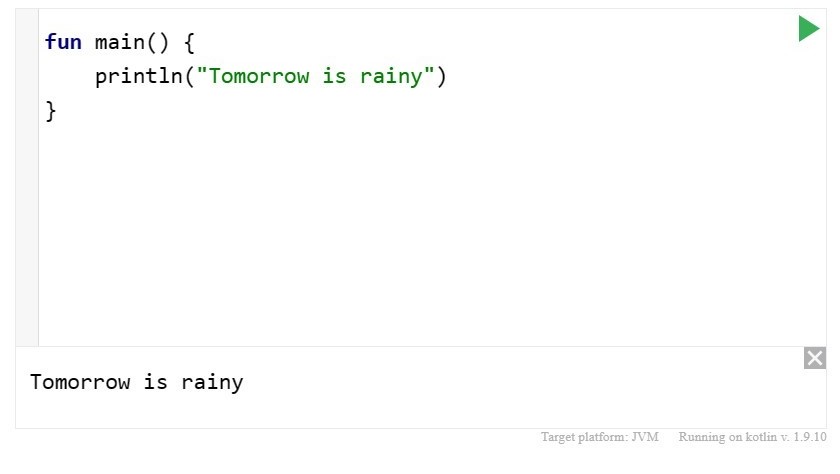 fun main() {
    println("Tomorrow is rainy")
}
Tomorrow is rainy
Target platform: JVM Running on kotlin v. 1.9.10